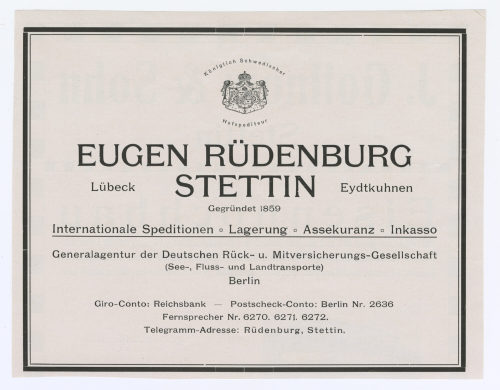 Königlich Schwedischer
Hofspediteur
EUGEN RÜDENBURG
Lübeck STETTIN Eydtkuhnen
Gegründet 1859
Internationale Speditionen ◦ Lagerung ◦ Assekuranz ◦ Inkasso
Generalagentur der Deutschen Rück- u. Mitversicherungs-Gesellschaft
(See-, Fluss- und Landtransporte)
Berlin
Giro-Conto: Reichsbank — Postscheck-Conto: Berlin Nr. 2636
Fernsprecher Nr. 6270. 6271. 6272.
Telegramm-Adresse: Rüdenburg, Stettin.